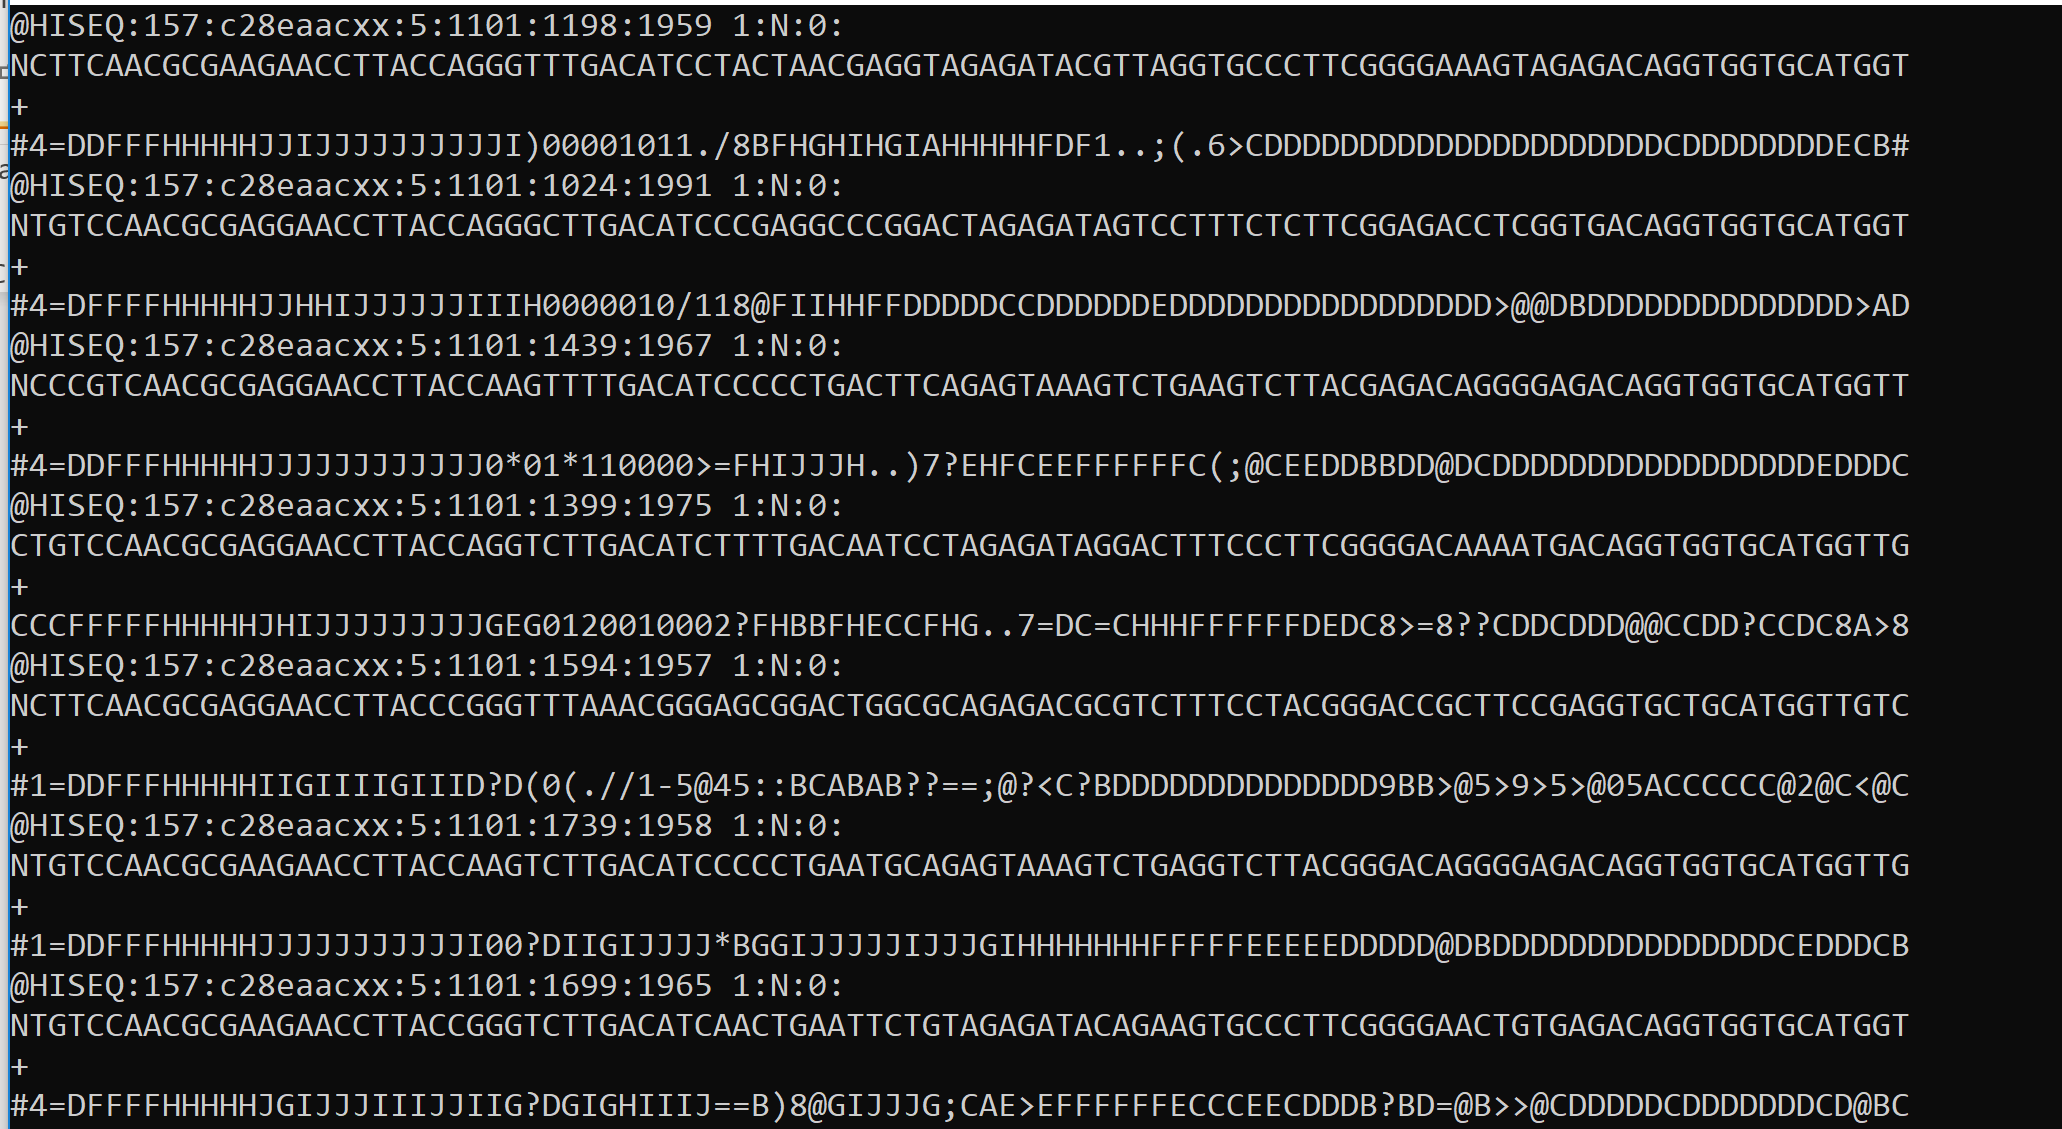 @HISEQ:157:c28eaacxx:5:1101:1198:1959 1:N:0:
NCTTCAACGCGAAGAACCTTACCAGGGTTTGACATCCTACTAACGAGGTAGAGATACGTTAGGTGCCCTTCGGGGAAAGTAGAGACAGGTGGTGCATGGT
+
#4=DDFFFHHHHHJJIJJJJJJJJJJI)00001011./8BFHGHIHGIAHHHHHFDF1..;(.6>CDDDDDDDDDDDDDDDDDDDDDCDDDDDDDDECB#
@HISEQ:157:c28eaacxx:5:1101:1024:1991 1:N:0:
NTGTCCAACGCGAGGAACCTTACCAGGGCTTGACATCCCGAGGCCCGGACTAGAGATAGTCCTTTCTCTTCGGAGACCTCGGTGACAGGTGGTGCATGGT
+
#4=DFFFFHHHHHJJHHIJJJJJJIIIH0000010/118@FIIHHFFDDDDDCCDDDDDDEDDDDDDDDDDDDDDDDD>@@DBDDDDDDDDDDDDDD>AD
@HISEQ:157:c28eaacxx:5:1101:1439:1967 1:N:0:
NCCCGTCAACGCGAGGAACCTTACCAAGTTTTGACATCCCCCTGACTTCAGAGTAAAGTCTGAAGTCTTACGAGACAGGGGAGACAGGTGGTGCATGGTT
+
#4=DDFFFHHHHHJJJJJJJJJJJJ0*01*110000>=FHIJJJH..)7?EHFCEEFFFFFFC(;@CEEDDBBDD@DCDDDDDDDDDDDDDDDDDEDDDC
@HISEQ:157:c28eaacxx:5:1101:1399:1975 1:N:0:
CTGTCCAACGCGAGGAACCTTACCAGGTCTTGACATCTTTTGACAATCCTAGAGATAGGACTTTCCCTTCGGGGACAAAATGACAGGTGGTGCATGGTTG
+
CCCFFFFFHHHHHJHIJJJJJJJJJGEG0120010002?FHBBFHECCFHG..7=DC=CHHHFFFFFFDEDC8>=8??CDDCDDD@@CCDD?CCDC8A>8
@HISEQ:157:c28eaacxx:5:1101:1594:1957 1:N:0:
NCTTCAACGCGAGGAACCTTACCCGGGTTTAAACGGGAGCGGACTGGCGCAGAGACGCGTCTTTCCTACGGGACCGCTTCCGAGGTGCTGCATGGTTGTC
+
#1=DDFFFHHHHHIIGIIIIGIIID?D(0(.//1-5@45::BCABAB??==;@?<C?BDDDDDDDDDDDDDD9BB>@5>9>5>@05ACCCCCC@2@C<@C
@HISEQ:157:c28eaacxx:5:1101:1739:1958 1:N:0:
NTGTCCAACGCGAAGAACCTTACCAAGTCTTGACATCCCCCTGAATGCAGAGTAAAGTCTGAGGTCTTACGGGACAGGGGAGACAGGTGGTGCATGGTTG
+
#1=DDFFFHHHHHJJJJJJJJJJJI00?DIIGIJJJJ*BGGIJJJJJIJJJGIHHHHHHHFFFFFEEEEEDDDDD@DBDDDDDDDDDDDDDDDCEDDDCB
@HISEQ:157:c28eaacxx:5:1101:1699:1965 1:N:0:
NTGTCCAACGCGAAGAACCTTACCGGGTCTTGACATCAACTGAATTCTGTAGAGATACAGAAGTGCCCTTCGGGGAACTGTGAGACAGGTGGTGCATGGT
+
#4=DFFFFHHHHHJGIJJJIIIJJIIG?DGIGHIIIJ==B)8@GIJJJG;CAE>EFFFFFFECCCEECDDDB?BD=@B>>@CDDDDDCDDDDDDDCD@BC